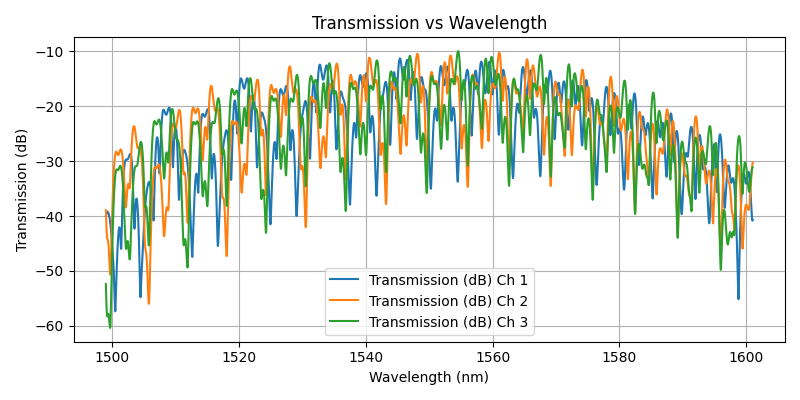 Transmission vs Wavelength
Transmission (dB)
−10
−20
−30
−40
−50
−60
Transmission (dB) Ch 1
Transmission (dB) Ch 2
Transmission (dB) Ch 3
1500 1520 1540 1560 1580 1600
Wavelength (nm)